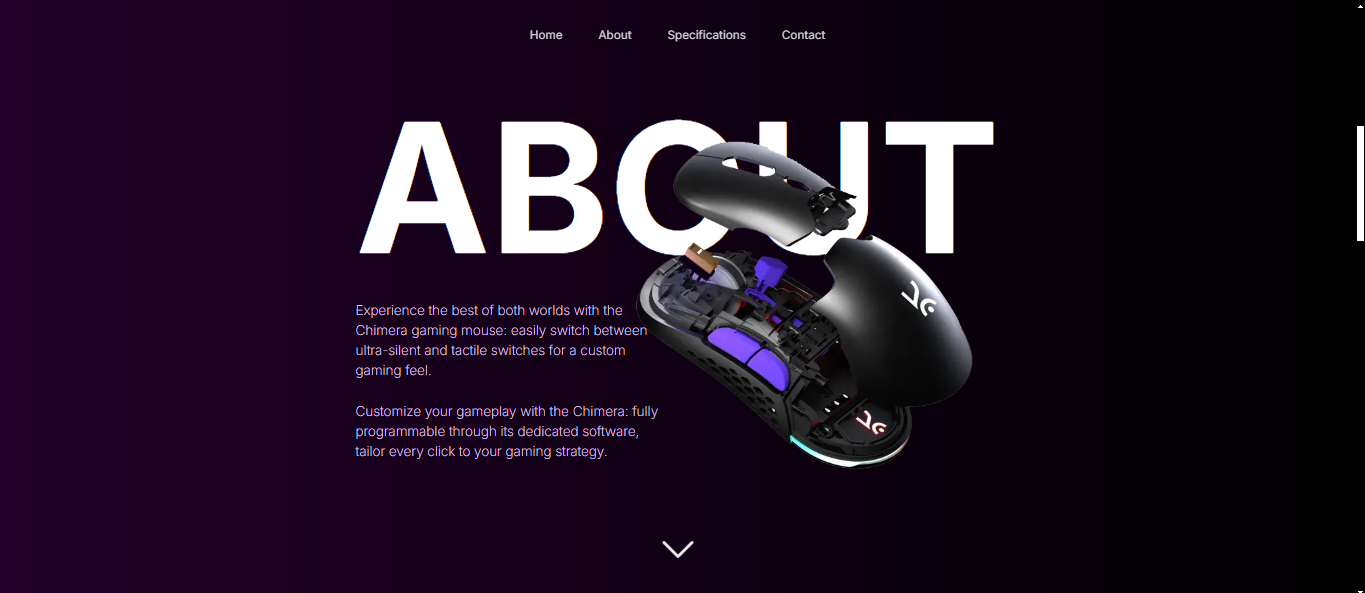 Home About Specifications Contact
ABOUT
Experience the best of both worlds with the
Chimera gaming mouse: easily switch between
ultra-silent and tactile switches for a custom
gaming feel.
Customize your gameplay with the Chimera: fully
programmable through its dedicated software,
tailor every click to your gaming strategy.